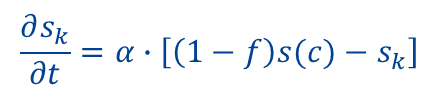 ∂s_k/∂t = α · [(1 − f)s(c) − s_k]